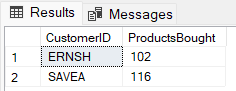 Results Messages
CustomerID ProductsBought
1 ERNSH 102
2 SAVEA 116